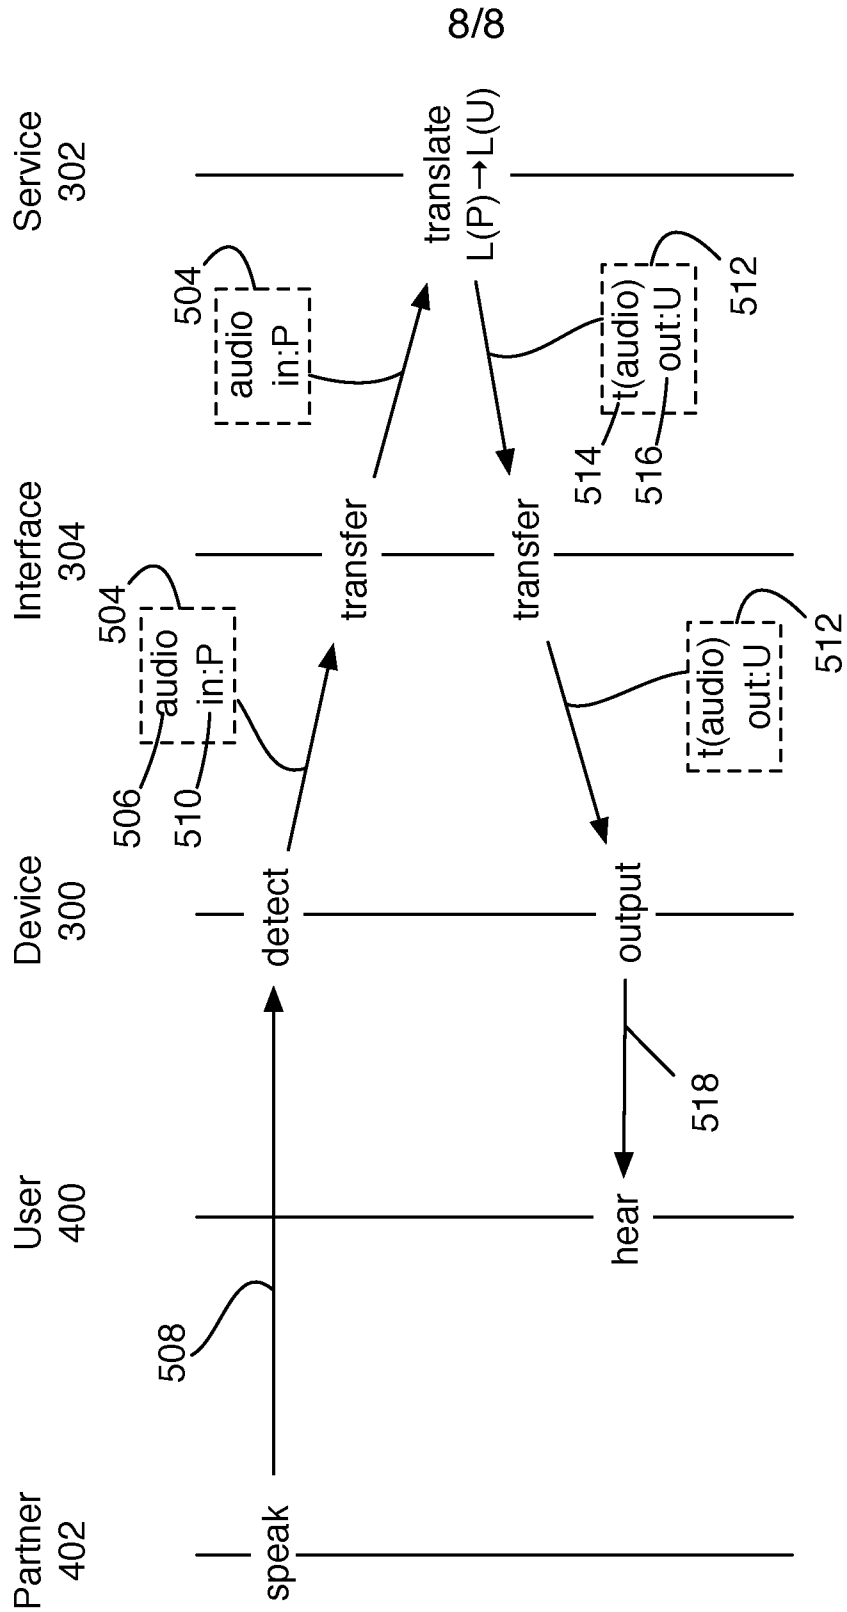 8/8
Partner
402
User
400
Device
300
Interface
304
Service
302
504
506
audio
in:P
510
504
audio
in:P
508
speak
detect
transfer
translate
L(P)→L(U)
hear
output
transfer
518
514
t(audio)
out:U
516
512
t(audio)
out:U
512